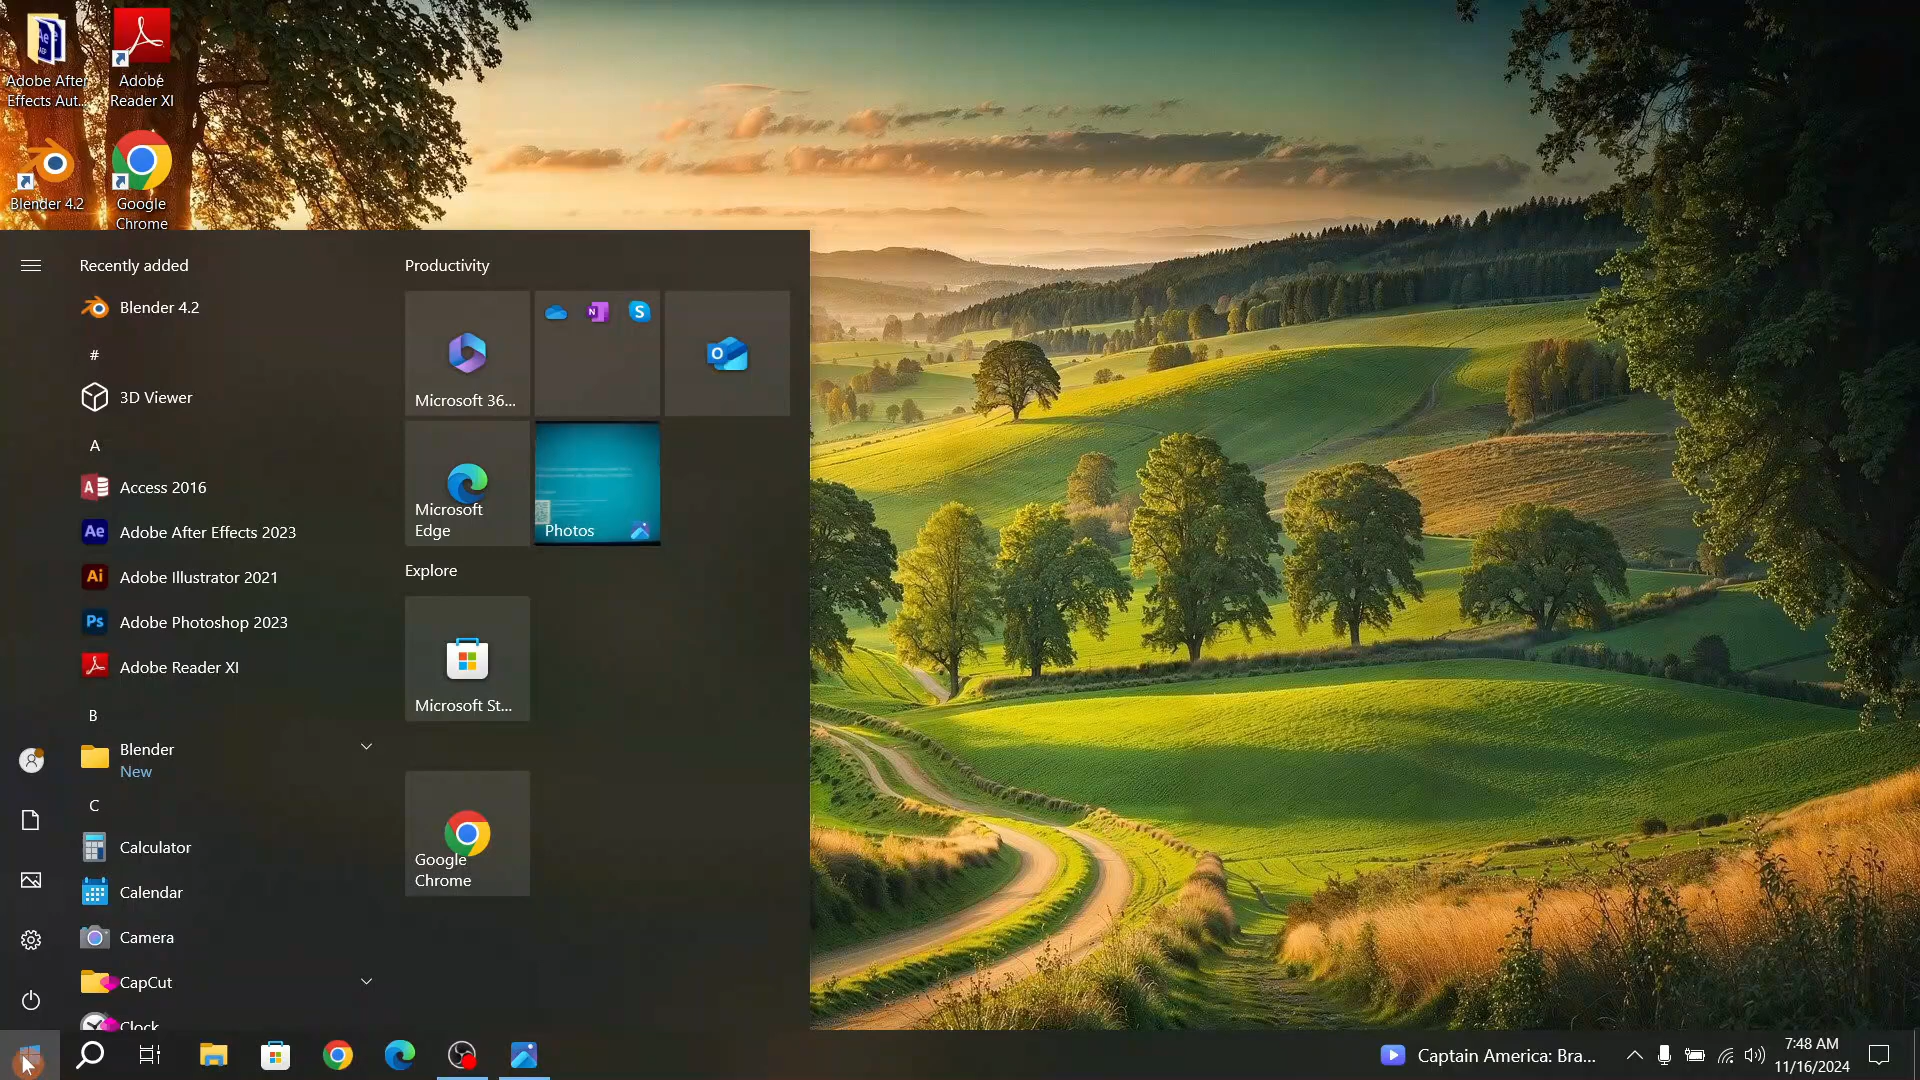 Adobe After
Effects Aut...
Adobe
Reader XI
Blender 4.2
Google
Chrome
Recently added
Blender 4.2
#
3D Viewer
A
Access 2016
Adobe After Effects 2023
Adobe Illustrator 2021
Adobe Photoshop 2023
Adobe Reader XI
B
Blender
New
C
Calculator
Calendar
Camera
CapCut
Clock
Productivity
Microsoft 36...
Microsoft
Edge
Photos
Explore
Microsoft St...
Google
Chrome
Captain America: Bra...
7:48 AM
11/16/2024